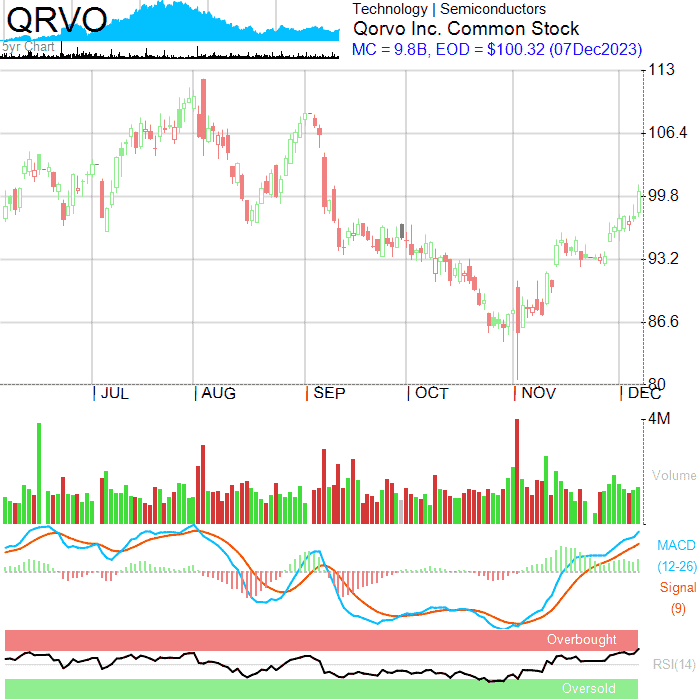 QRVO
5yr Chart
Technology | Semiconductors
Qorvo Inc. Common Stock
MC = 9.8B, EOD = $100.32 (07Dec2023)
113
106.4
99.8
93.2
86.6
80
JUL AUG SEP OCT NOV DEC
4M
Volume
MACD
(12-26)
Signal
(9)
Overbought
RSI(14)
Oversold